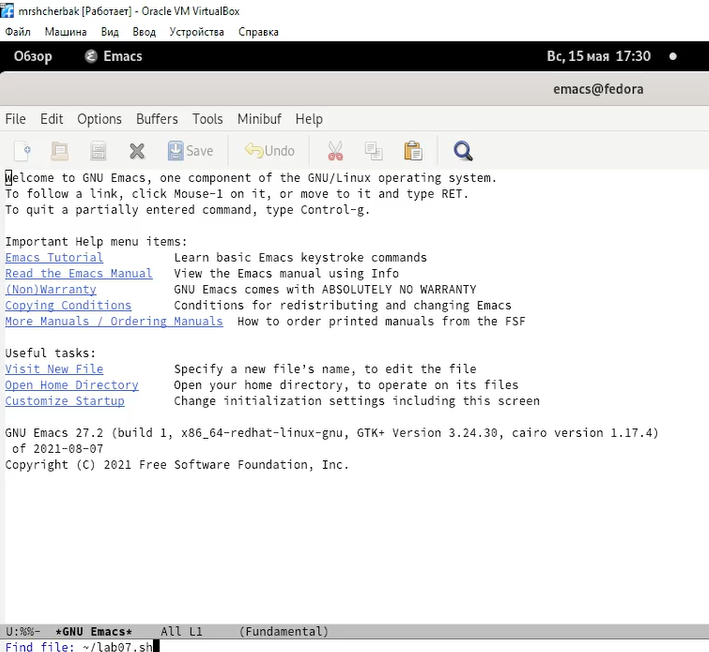 mrshcherbak [Работает] - Oracle VM VirtualBox
Файл Машина Вид Ввод Устройства Справка
Обзор Emacs Вс, 15 мая 17:30
emacs@fedora
File Edit Options Buffers Tools Minibuf Help
Save Undo
Welcome to GNU Emacs, one component of the GNU/Linux operating system.
To follow a link, click Mouse-1 on it, or move to it and type RET.
To quit a partially entered command, type Control-g.
Important Help menu items:
Emacs Tutorial Learn basic Emacs keystroke commands
Read the Emacs Manual View the Emacs manual using Info
(Non)Warranty GNU Emacs comes with ABSOLUTELY NO WARRANTY
Copying Conditions Conditions for redistributing and changing Emacs
More Manuals / Ordering Manuals How to order printed manuals from the FSF
Useful tasks:
Visit New File Specify a new file's name, to edit the file
Open Home Directory Open your home directory, to operate on its files
Customize Startup Change initialization settings including this screen
GNU Emacs 27.2 (build 1, x86_64-redhat-linux-gnu, GTK+ Version 3.24.30, cairo version 1.17.4)
of 2021-08-07
Copyright (C) 2021 Free Software Foundation, Inc.
U:%%- *GNU Emacs* All L1 (Fundamental)
Find file: ~/lab07.sh